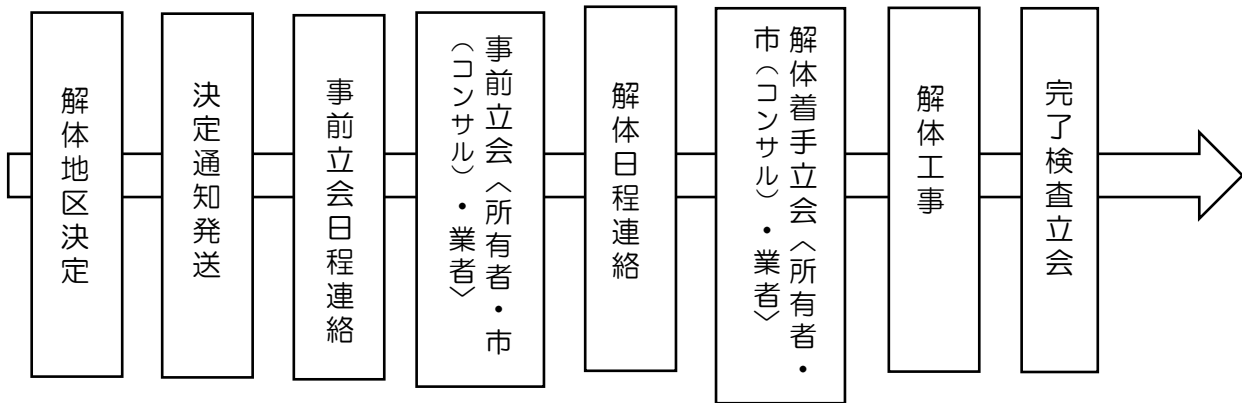 解体地区決定
決定通知発送
事前立会日程連絡
事前立会〈所有者・市
（コンサル）・業者〉
解体日程連絡
解体着手立会〈所有者・
市（コンサル）・業者〉
解体工事
完了検査立会